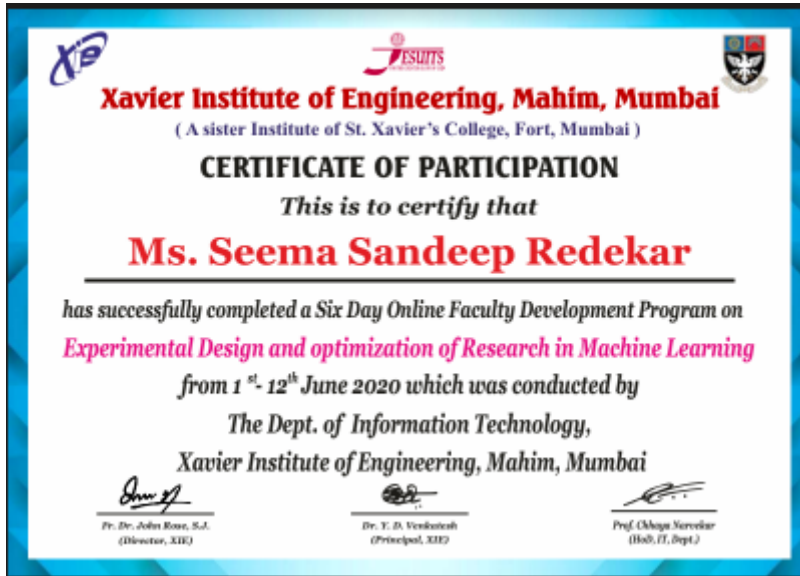 Xie
JESUITS
Xavier Institute of Engineering, Mahim, Mumbai
( A sister Institute of St. Xavier's College, Fort, Mumbai )
CERTIFICATE OF PARTICIPATION
This is to certify that
Ms. Seema Sandeep Redekar
has successfully completed a Six Day Online Faculty Development Program on
Experimental Design and optimization of Research in Machine Learning
from 1 st- 12th June 2020 which was conducted by
The Dept. of Information Technology,
Xavier Institute of Engineering, Mahim, Mumbai
Fr. Dr. John Rose, S.J.
(Director, XIE)
Dr. Y. D. Venkatesh
(Principal, XIE)
Prof. Chhaya Narvekar
(HoD, IT, Dept.)